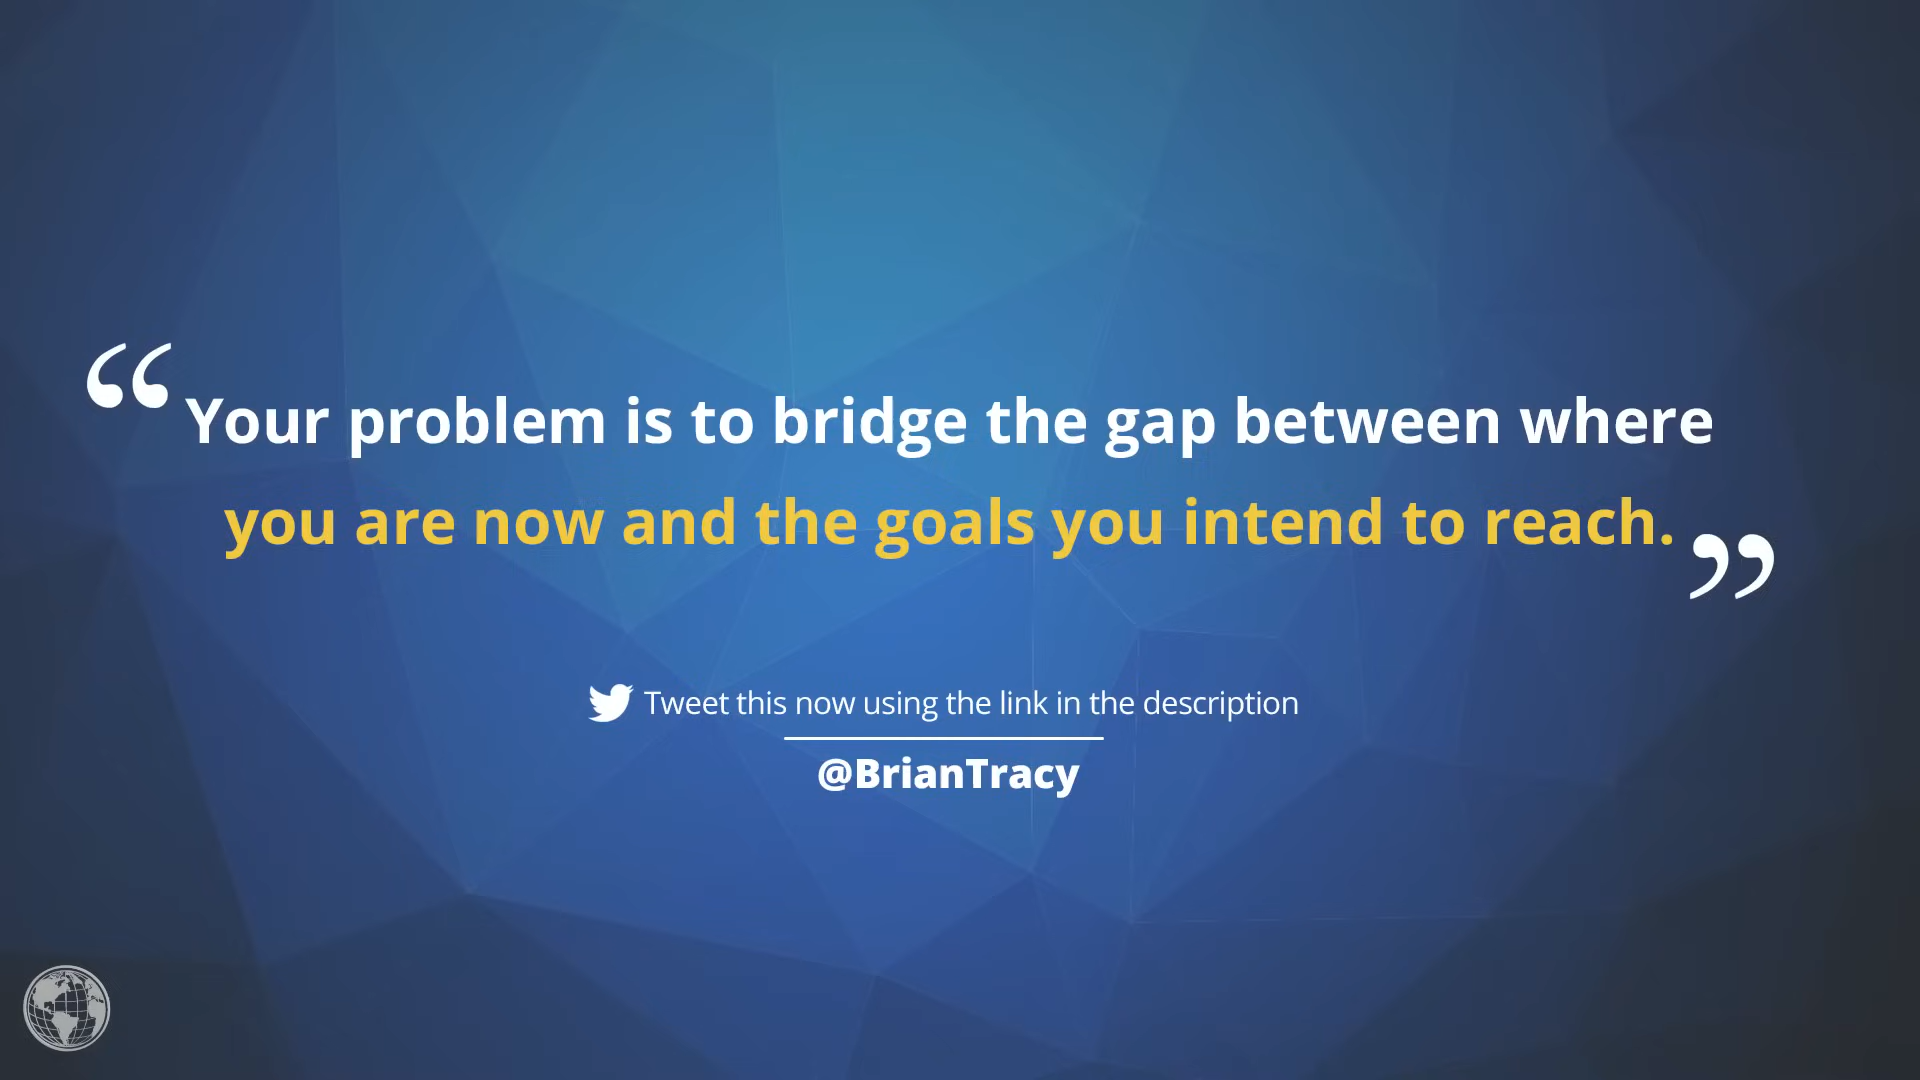 “Your problem is to bridge the gap between where
you are now and the goals you intend to reach.”
Tweet this now using the link in the description
@BrianTracy